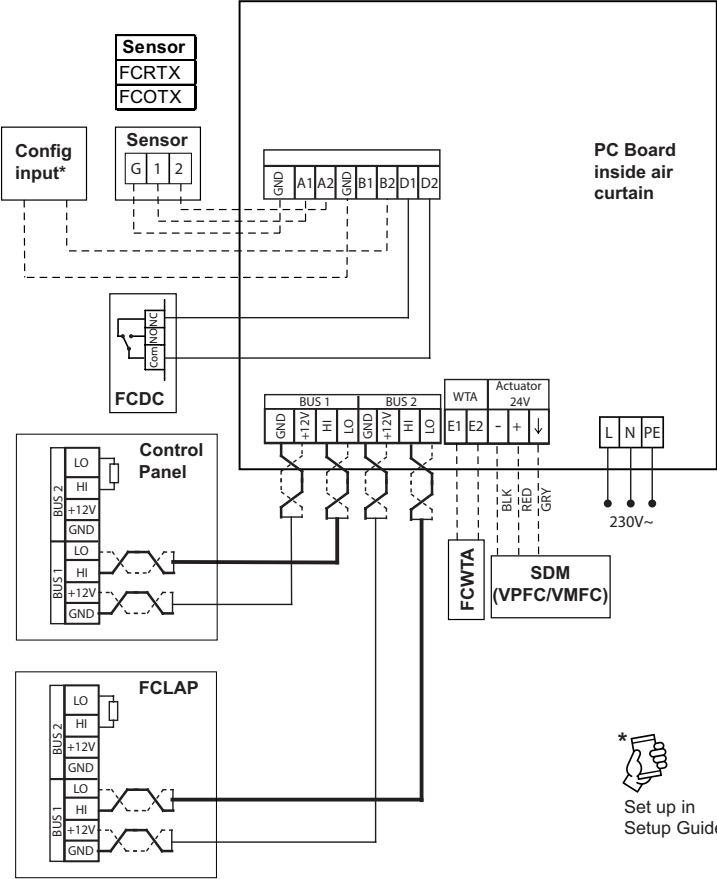 Sensor
FCRTX
FCOTX
Config
input*
Sensor
G 1 2
PC Board
inside air
curtain
GND A1 A2 GND B1 B2 D1 D2
Com NO NC
FCDC
BUS 1 BUS 2
GND +12V HI LO GND +12V HI LO
WTA
E1 E2
Actuator
24V
- + ↓
L N PE
230V~
BLK
RED
GRY
FCWTA
SDM
(VPFC/VMFC)
Control
Panel
BUS 2
LO
HI
+12V
GND
BUS 1
LO
HI
+12V
GND
FCLAP
BUS 2
LO
HI
+12V
GND
BUS 1
LO
HI
+12V
GND
*
Set up in
Setup Guide